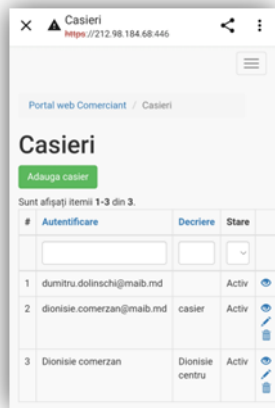 Casieri
https://212.98.184.68:446
Portal web Comerciant / Casieri
Casieri
Adauga casier
Sunt afișați itemii 1-3 din 3.
# Autentificare Decriere Stare
1 dumitru.dolinschi@maib.md Activ
2 dionisie.comerzan@maib.md casier Activ
3 Dionisie comerzan Dionisie centru Activ